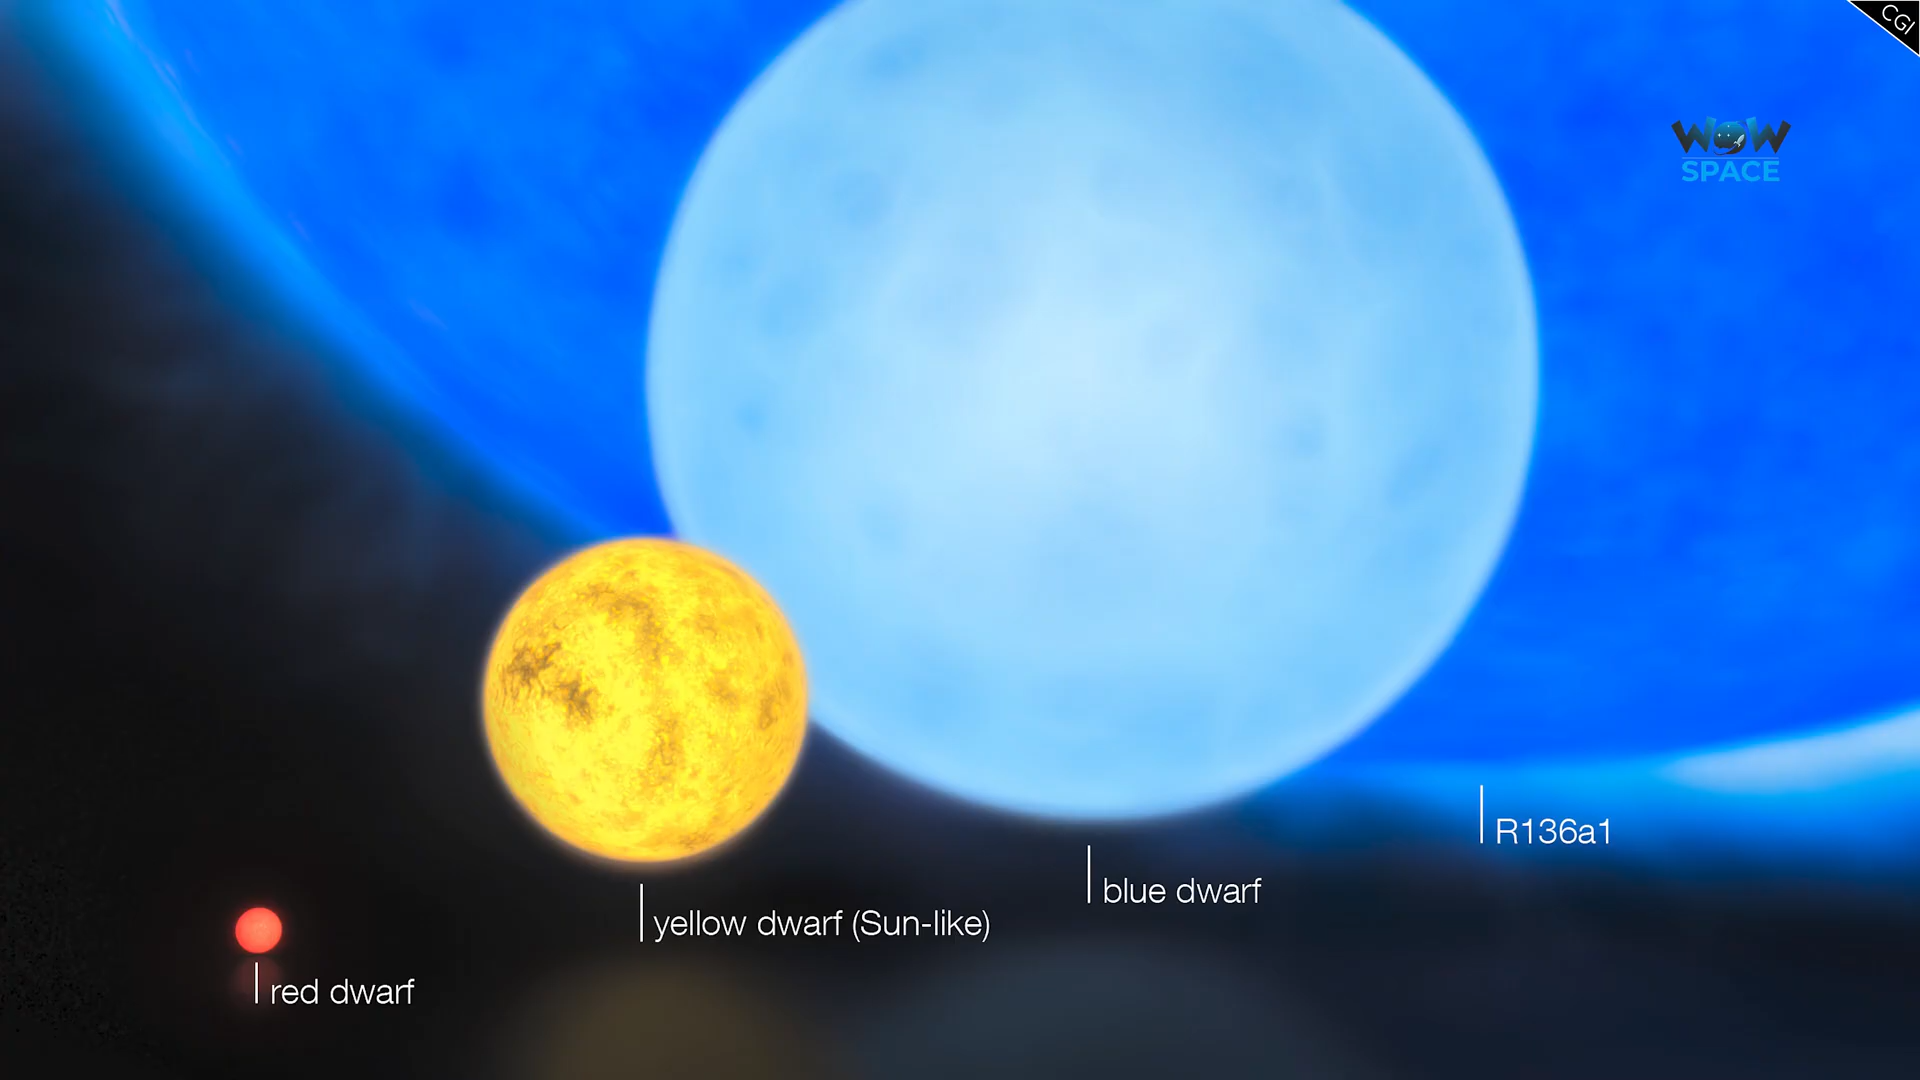 CGI
WOW
SPACE
R136a1
blue dwarf
yellow dwarf (Sun-like)
red dwarf